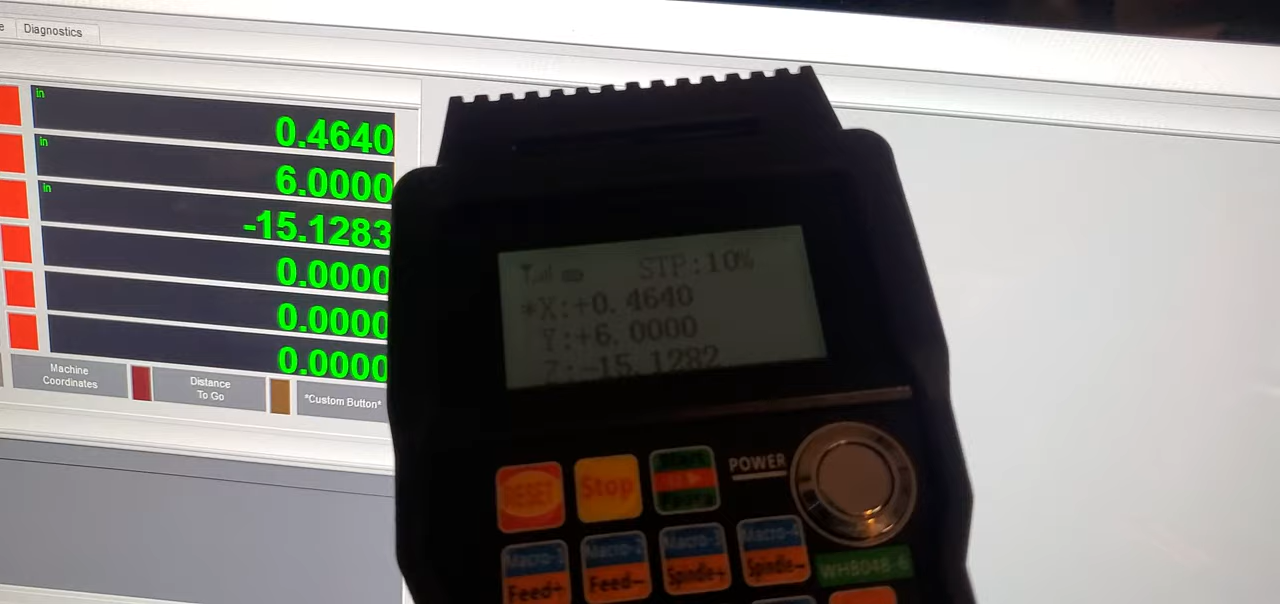 Diagnostics
in
0.4640
in
6.0000
in
-15.1283
0.0000
0.0000
0.0000
Machine
Coordinates
Distance
To Go
*Custom Button*
STP:10%
*X:+0.4640
Y:+6.0000
Z:-15.1282
RESET
Stop
POWER
Macro-1
Feed+
Macro-2
Feed-
Macro-3
Spindle+
Macro-4
Spindle-
WHB04B-6